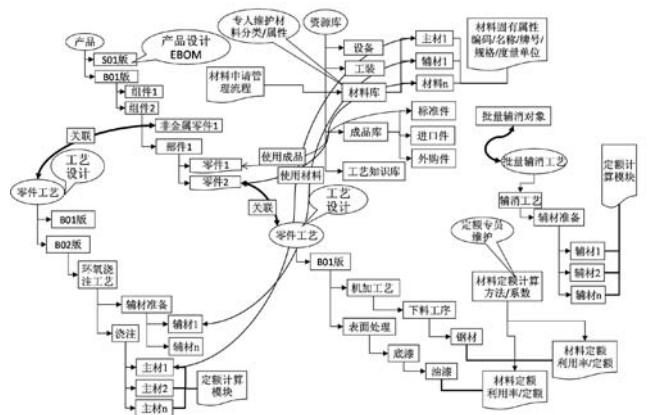 产品
S01版
产品设计
EBOM
B01版
组件1
组件2
关联
非金属零件1
工艺
设计
部件1
零件工艺
零件1
零件2
B01版
B02版
环氧浇
注工艺
辅材准备
辅材1
辅材n
浇注
主材1
主材2
主材n
定额计算
模块
专人维护材
料分类/属性
资源库
设备
工装
材料申请管
理流程
材料库
主材1
辅材1
材料n
材料固有属性
编码/名称/牌号/
规格/度量单位
成品库
标准件
进口件
外购件
使用成品
使用材料
工艺知识库
关联
工艺
设计
零件工艺
B01版
机加工艺
下料工序
钢材
表面处理
底漆
油漆
材料定额
利用率/定额
材料定额
利用率/定额
定额专员
维护
材料定额计算
方法/系数
批量辅消对象
批量辅消工艺
辅消工艺
辅材准备
辅材1
辅材2
辅材n
定额计
算模块